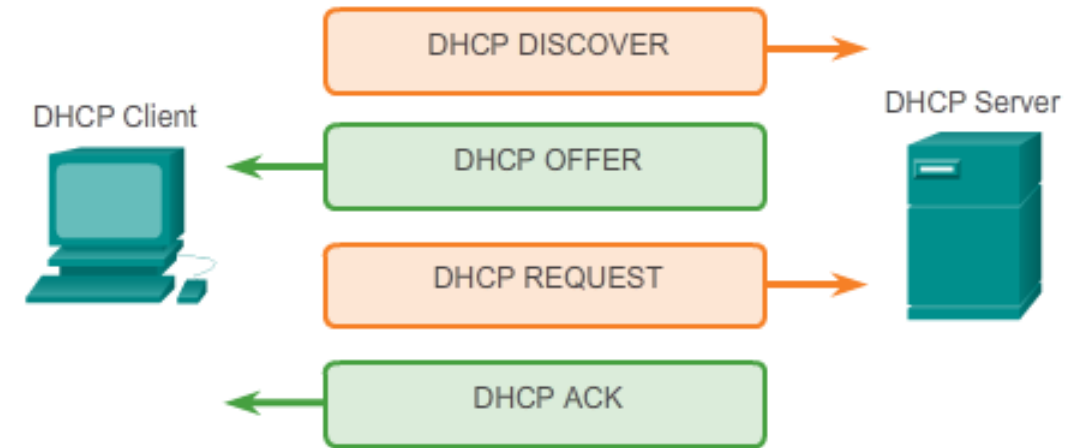 DHCP DISCOVER
DHCP Client
DHCP Server
DHCP OFFER
DHCP REQUEST
DHCP ACK